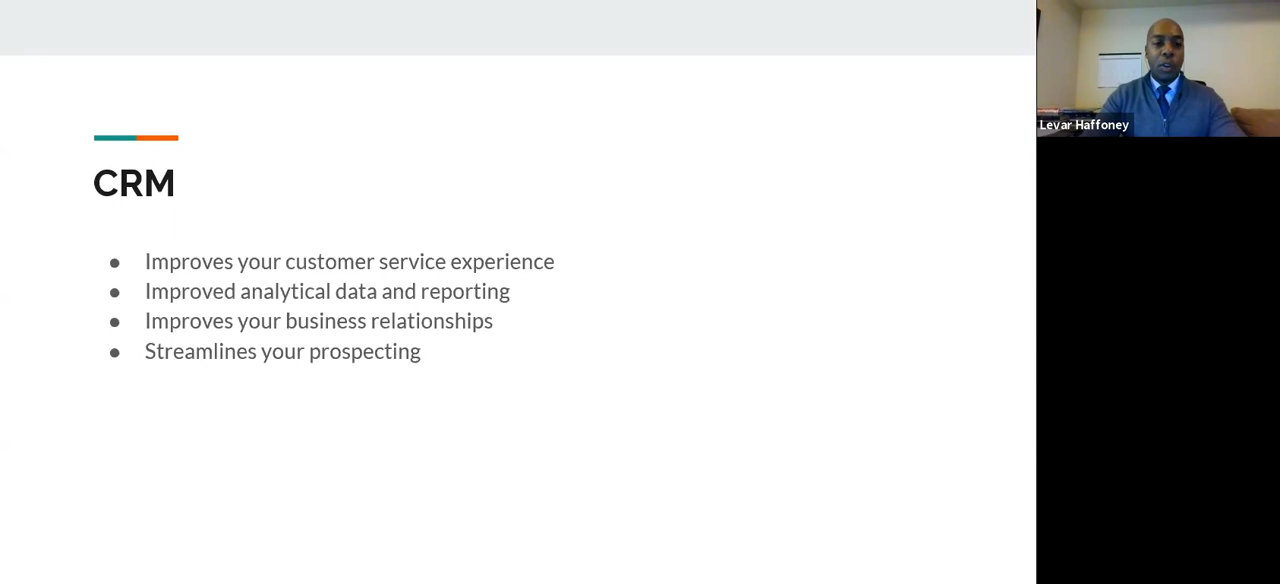 CRM
● Improves your customer service experience
● Improved analytical data and reporting
● Improves your business relationships
● Streamlines your prospecting
Levar Haffoney